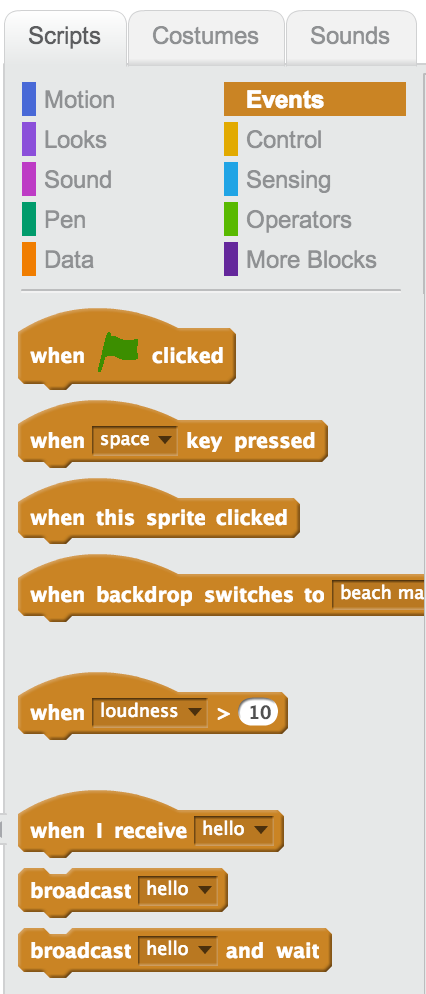 Scripts Costumes Sounds
Motion Events
Looks Control
Sound Sensing
Pen Operators
Data More Blocks
when clicked
when space key pressed
when this sprite clicked
when backdrop switches to beach ma
when loudness > 10
when I receive hello
broadcast hello
broadcast hello and wait